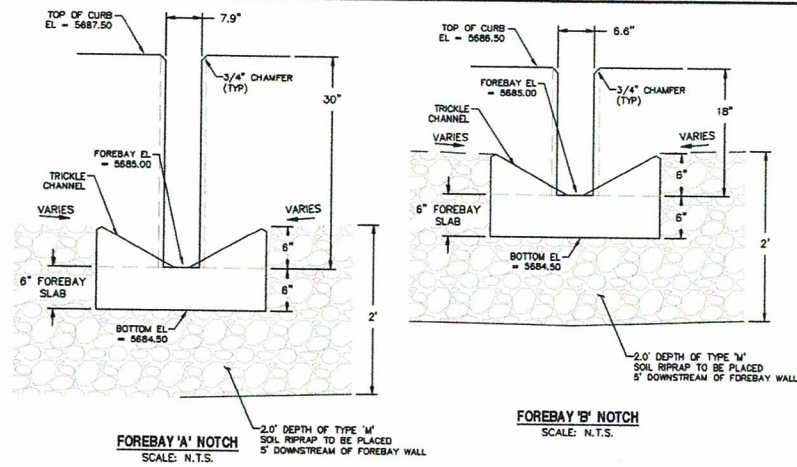 TOP OF CURB
EL = 5687.50
7.9"
3/4" CHAMFER
(TYP)
30"
FOREBAY EL
=5685.00
TRICKLE
CHANNEL
VARIES
VARIES
6"
6" FOREBAY
SLAB
6"
2'
BOTTOM EL
= 5684.50
2.0' DEPTH OF TYPE 'M'
SOIL RIPRAP TO BE PLACED
5' DOWNSTREAM OF FOREBAY WALL
FOREBAY 'A' NOTCH
SCALE: N.T.S.
TOP OF CURB
EL = 5686.50
6.6"
FOREBAY EL
=5685.00
3/4" CHAMFER
(TYP)
18"
TRICKLE
CHANNEL
VARIES
VARIES
6"
6" FOREBAY
SLAB
6"
2'
BOTTOM EL
= 5684.50
2.0' DEPTH OF TYPE 'M'
SOIL RIPRAP TO BE PLACED
5' DOWNSTREAM OF FOREBAY WALL
FOREBAY 'B' NOTCH
SCALE: N.T.S.